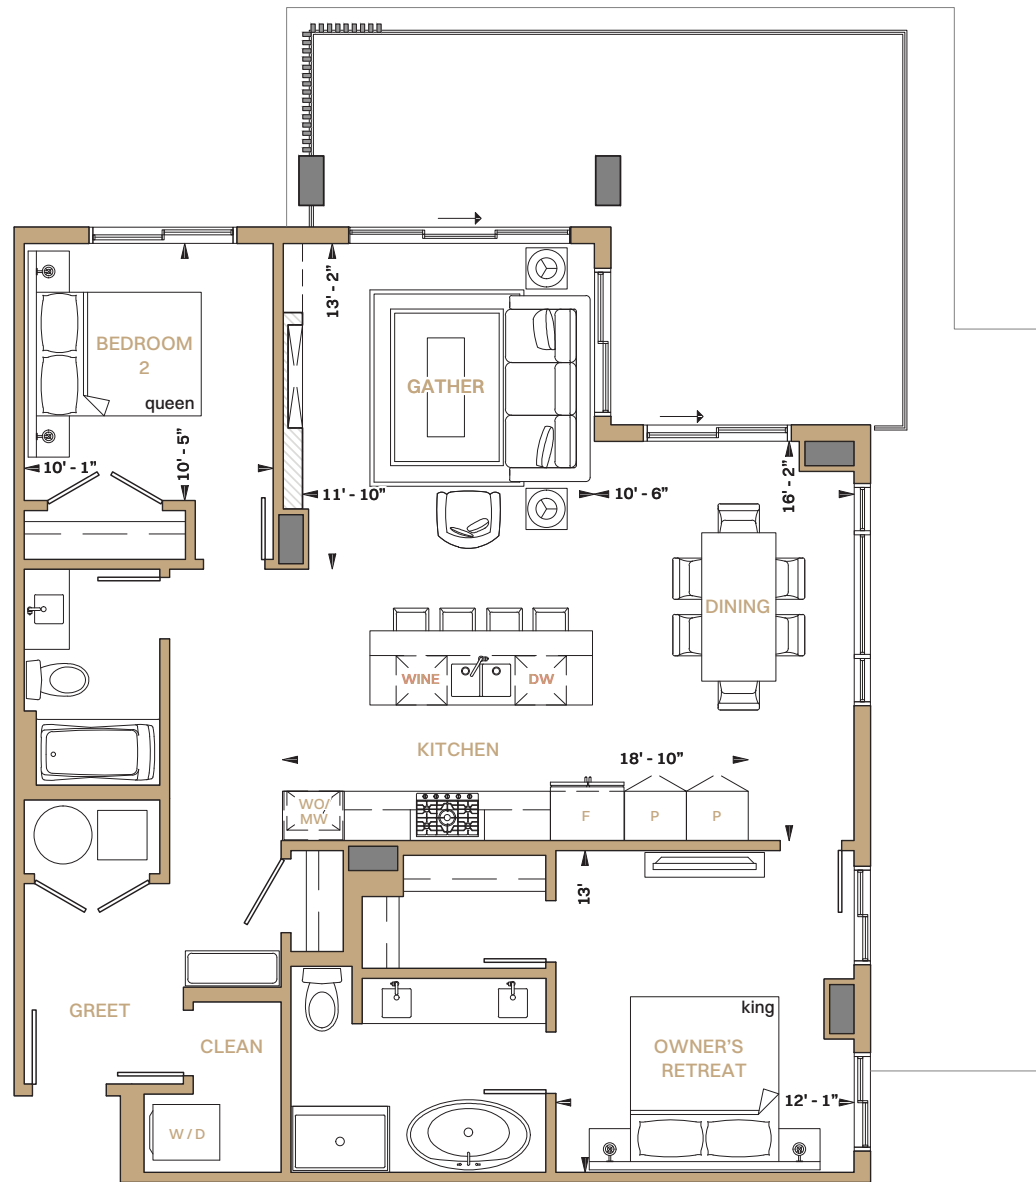 13' - 2"
BEDROOM
2
GATHER
queen
10' - 1"
10' - 5"
11' - 10"
10' - 6"
16' - 2"
DINING
WINE
DW
KITCHEN
18' - 10"
WO/
MW
F
P
P
13'
GREET
king
CLEAN
OWNER'S
RETREAT
12' - 1"
W / D